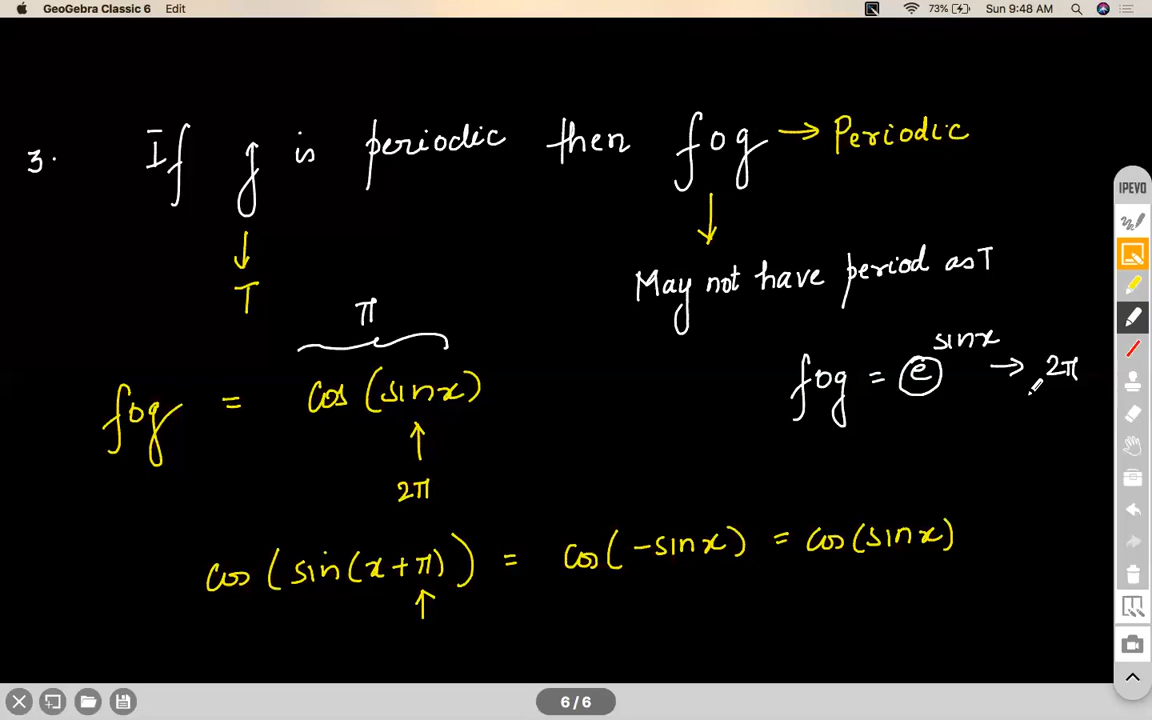 GeoGebra Classic 6 Edit 73% Sun 9:48 AM
3. If g is periodic then fog → Periodic
↓ T
↓ May not have period as T
π
fog = cos (sinx)
↑ 2π
fog = e^sinx → 2π
cos (sin(x+π)) = cos(-sinx) = cos(sinx)
↑
IPEVO
6 / 6